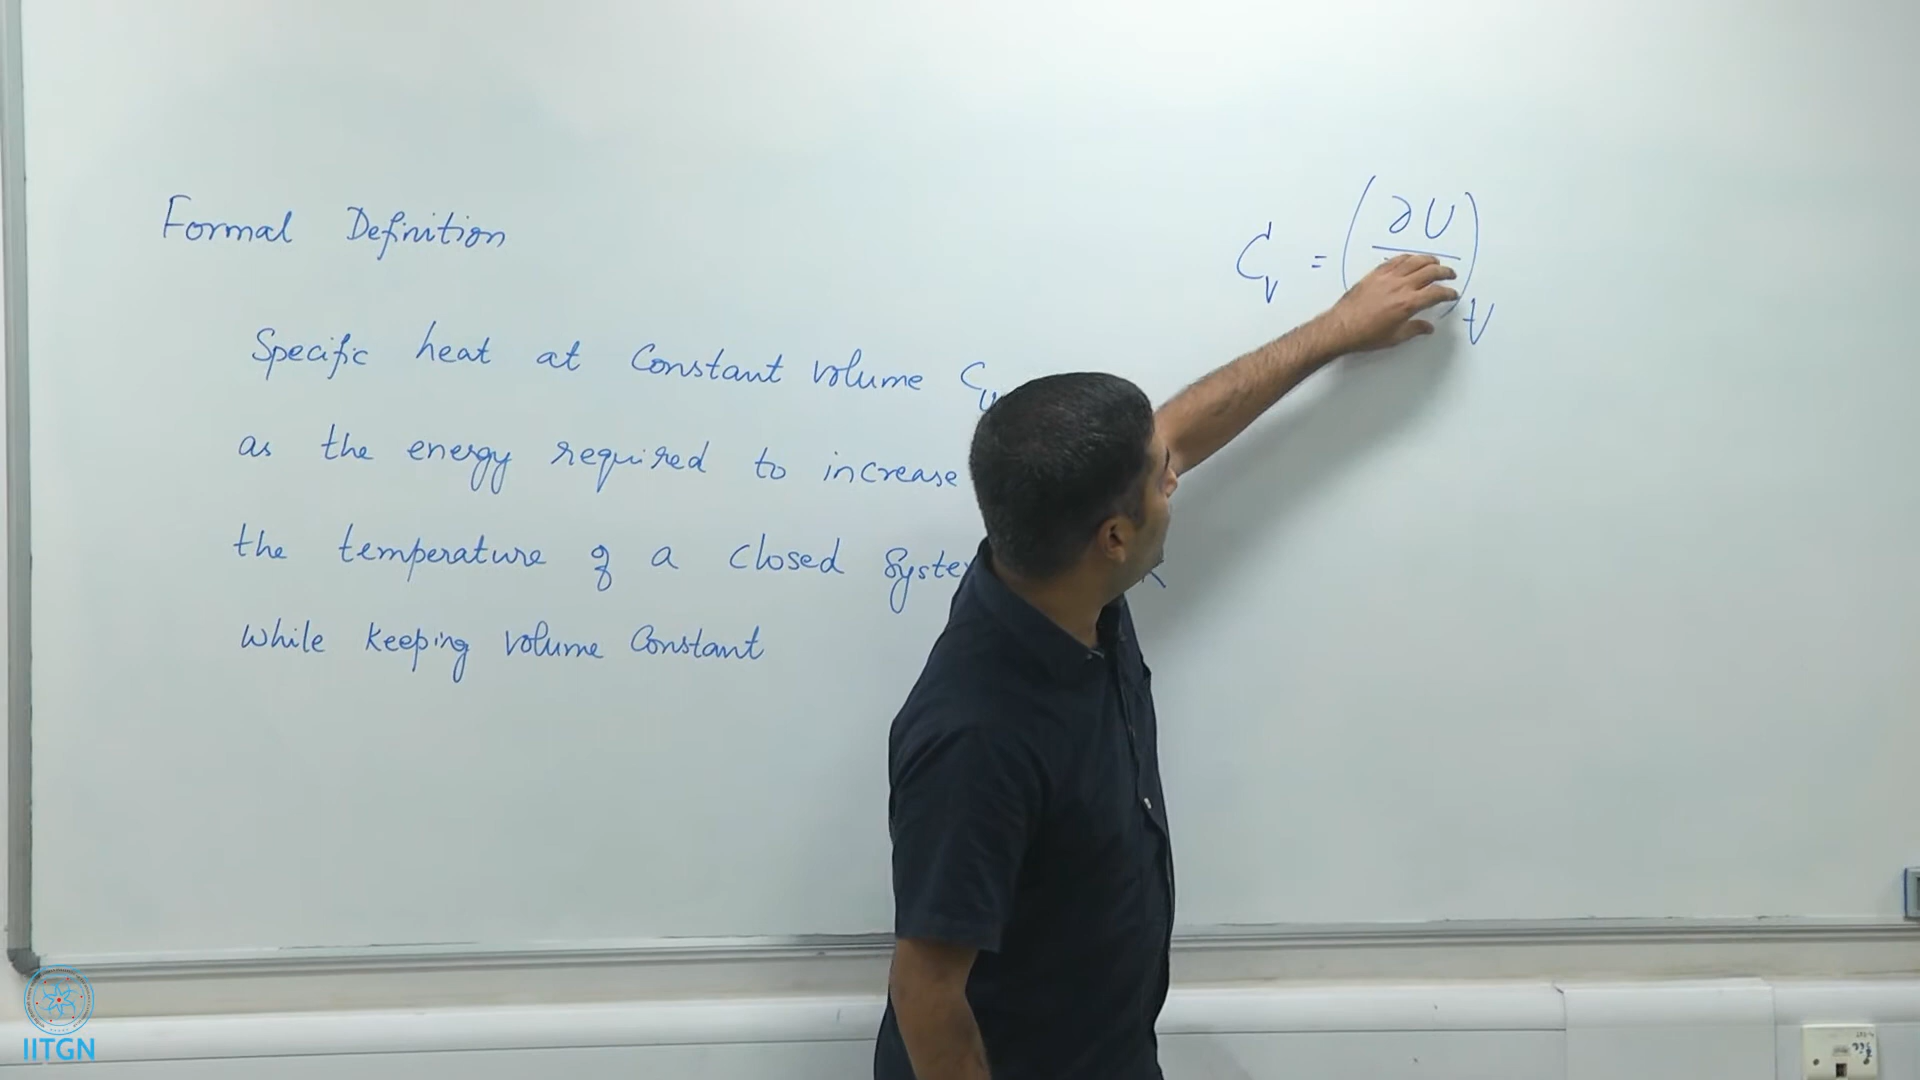 Formal Definition
Specific heat at Constant volume Cv
as the energy required to increase
the temperature of a closed
while keeping volume Constant
Cv = (∂U
V
IITGN